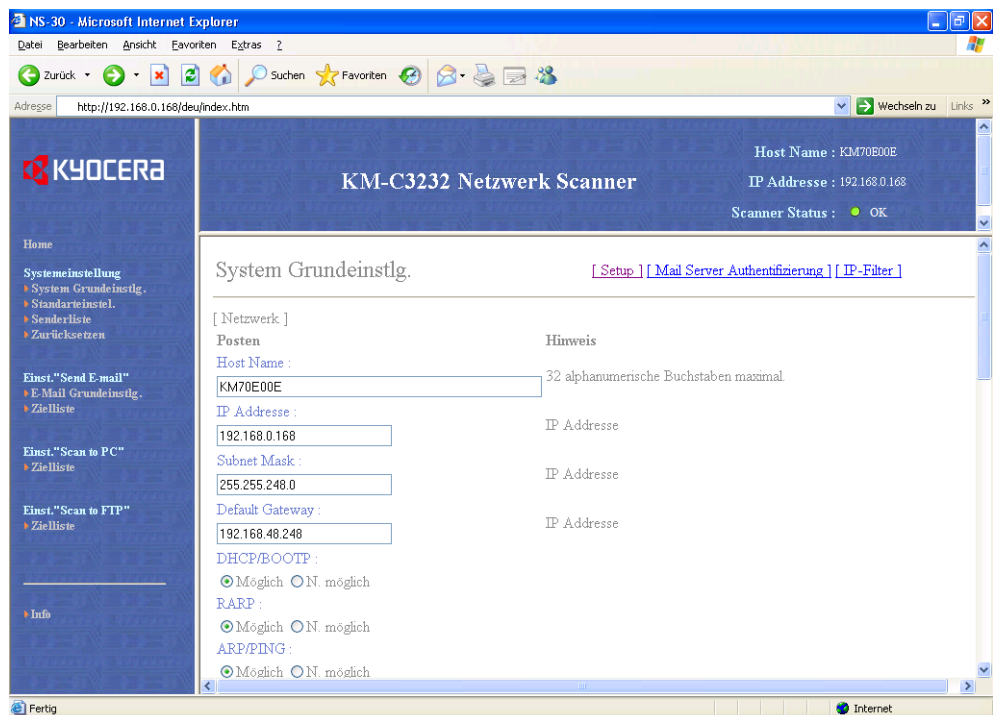 NS-30 - Microsoft Internet Explorer
Datei Bearbeiten Ansicht Favoriten Extras ?
Zurück Suchen Favoriten
Adresse http://192.168.0.168/deu/index.htm Wechseln zu Links »
KYOCERA
KM-C3232 Netzwerk Scanner
Host Name : KM70E00E
IP Addresse : 192.168.0.168
Scanner Status : OK
Home
Systemeinstellung
System Grundeinstlg.
Standarteinstel.
Senderliste
Zurücksetzen
Einst."Send E-mail"
E-Mail Grundeinstlg.
Zielliste
Einst."Scan to PC"
Zielliste
Einst."Scan to FTP"
Zielliste
Info
System Grundeinstlg.
[ Setup ] [ Mail Server Authentifizierung ] [ IP-Filter ]
[ Netzwerk ]
Posten Hinweis
Host Name :
KM70E00E 32 alphanumerische Buchstaben maximal.
IP Addresse :
192.168.0.168 IP Addresse
Subnet Mask :
255.255.248.0 IP Addresse
Default Gateway :
192.168.48.248 IP Addresse
DHCP/BOOTP :
Möglich N. möglich
RARP :
Möglich N. möglich
ARP/PING :
Möglich N. möglich
Fertig Internet